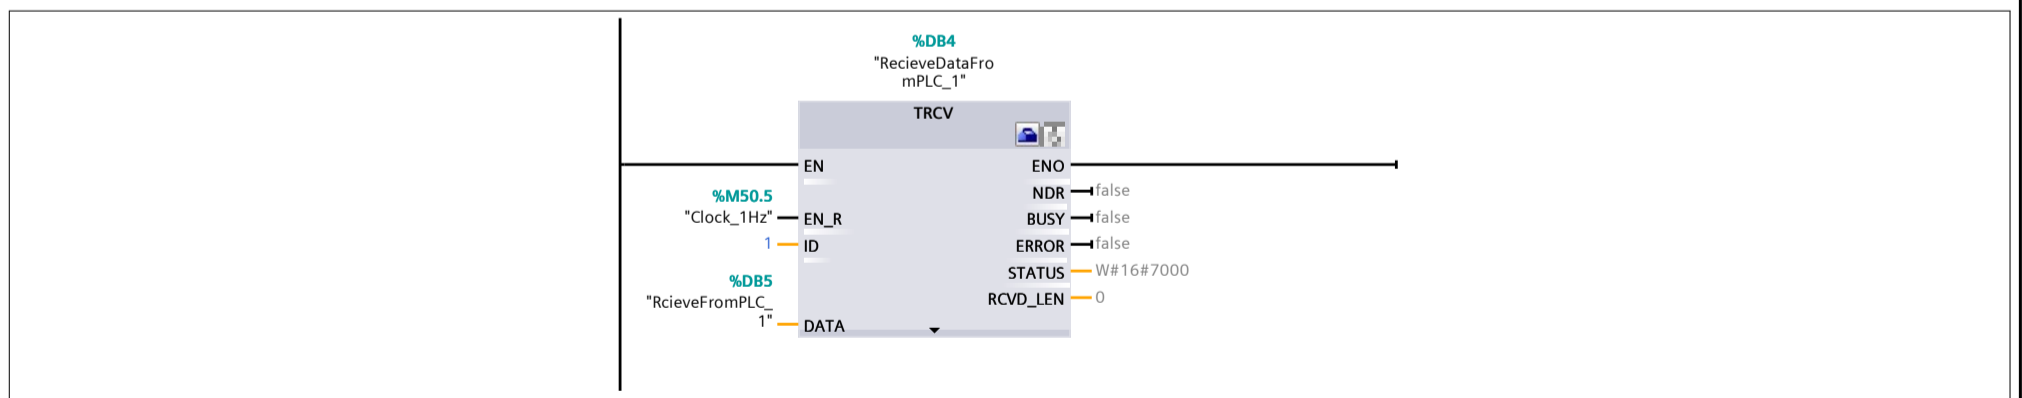 %DB4
"RecieveDataFro
mPLC_1"
TRCV
EN
ENO
NDR
false
%M50.5
"Clock_1Hz"
EN_R
BUSY
false
1
ID
ERROR
false
STATUS
W#16#7000
%DB5
"RcieveFromPLC_
1"
RCVD_LEN
0
DATA